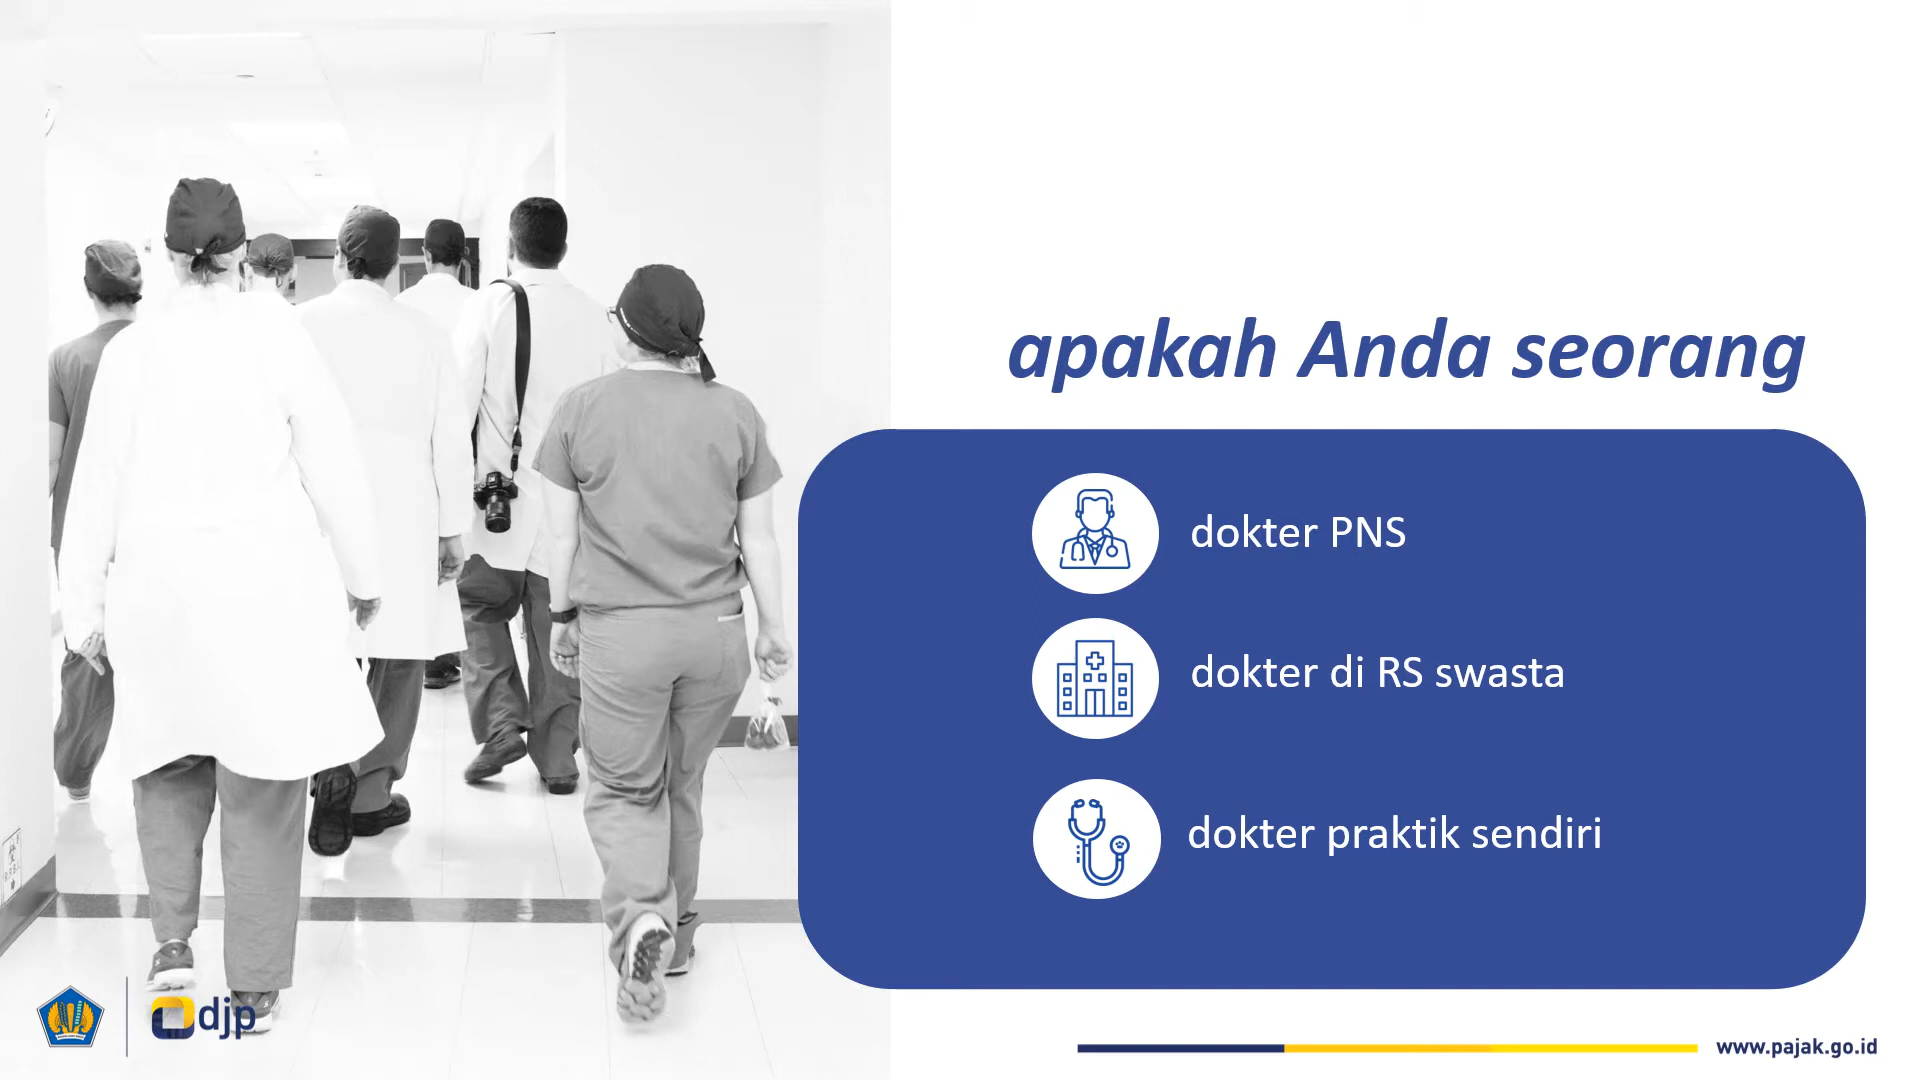 apakah Anda seorang
dokter PNS
dokter di RS swasta
dokter praktik sendiri
djp
www.pajak.go.id